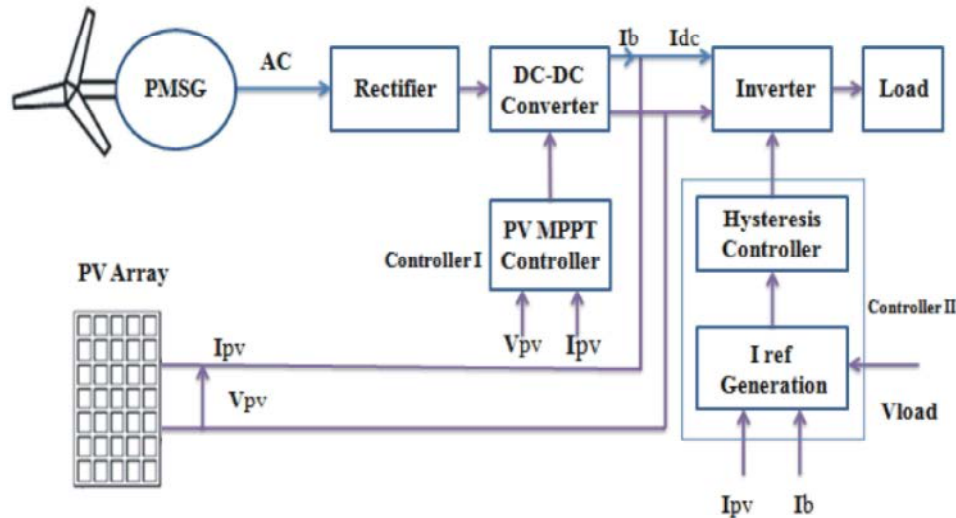 Ib
Idc
AC
PMSG
Rectifier
DC-DC
Converter
Inverter
Load
PV MPPT
Controller
Controller I
Hysteresis
Controller
Controller II
PV Array
Vpv
Ipv
Ipv
Vpv
I ref
Generation
Vload
Ipv
Ib